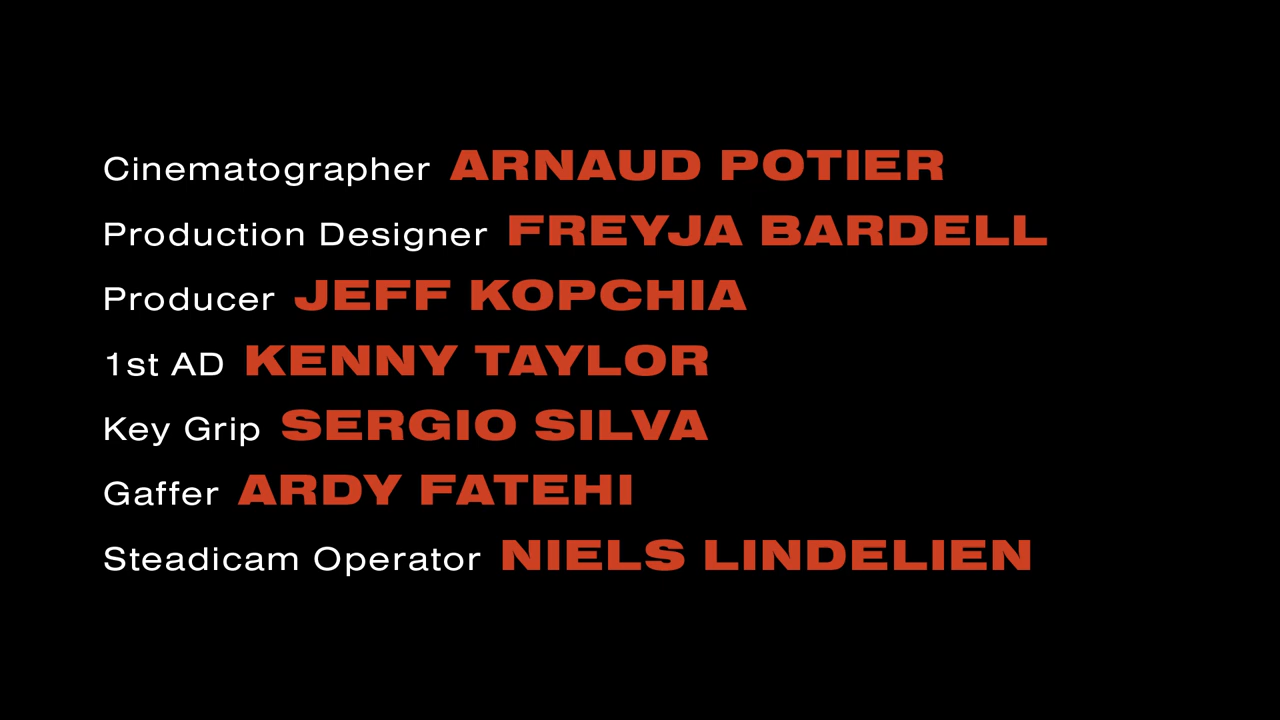 Cinematographer ARNAUD POTIER
Production Designer FREYJA BARDELL
Producer JEFF KOPCHIA
1st AD KENNY TAYLOR
Key Grip SERGIO SILVA
Gaffer ARDY FATEHI
Steadicam Operator NIELS LINDELIEN